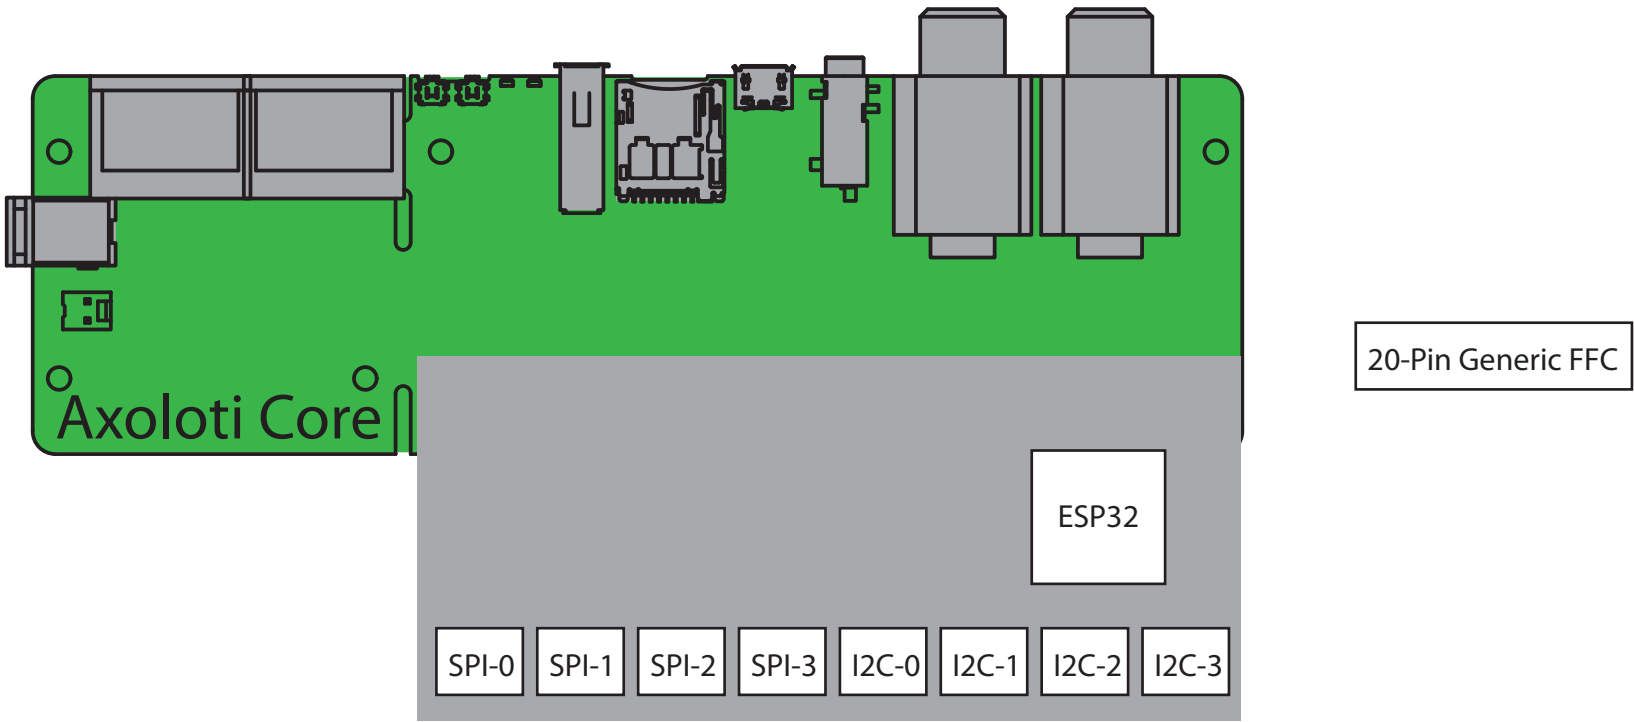 20-Pin Generic FFC
Axoloti Core
ESP32
SPI-0
SPI-1
SPI-2
SPI-3
I2C-0
I2C-1
I2C-2
I2C-3